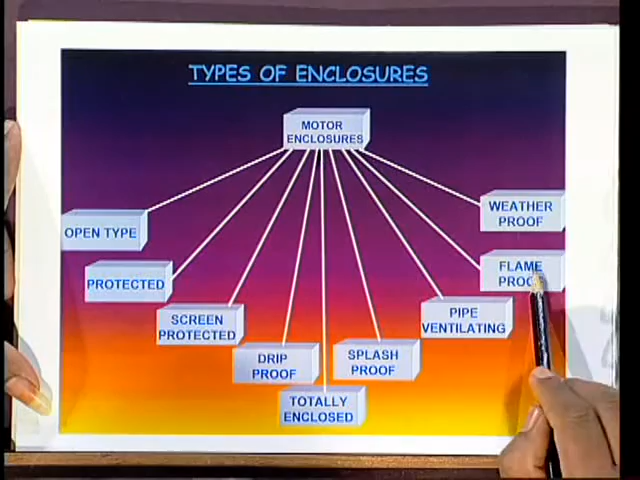 TYPES OF ENCLOSURES
MOTOR
ENCLOSURES
OPEN TYPE
PROTECTED
SCREEN
PROTECTED
DRIP
PROOF
TOTALLY
ENCLOSED
SPLASH
PROOF
PIPE
VENTILATING
FLAME
PROOF
WEATHER
PROOF